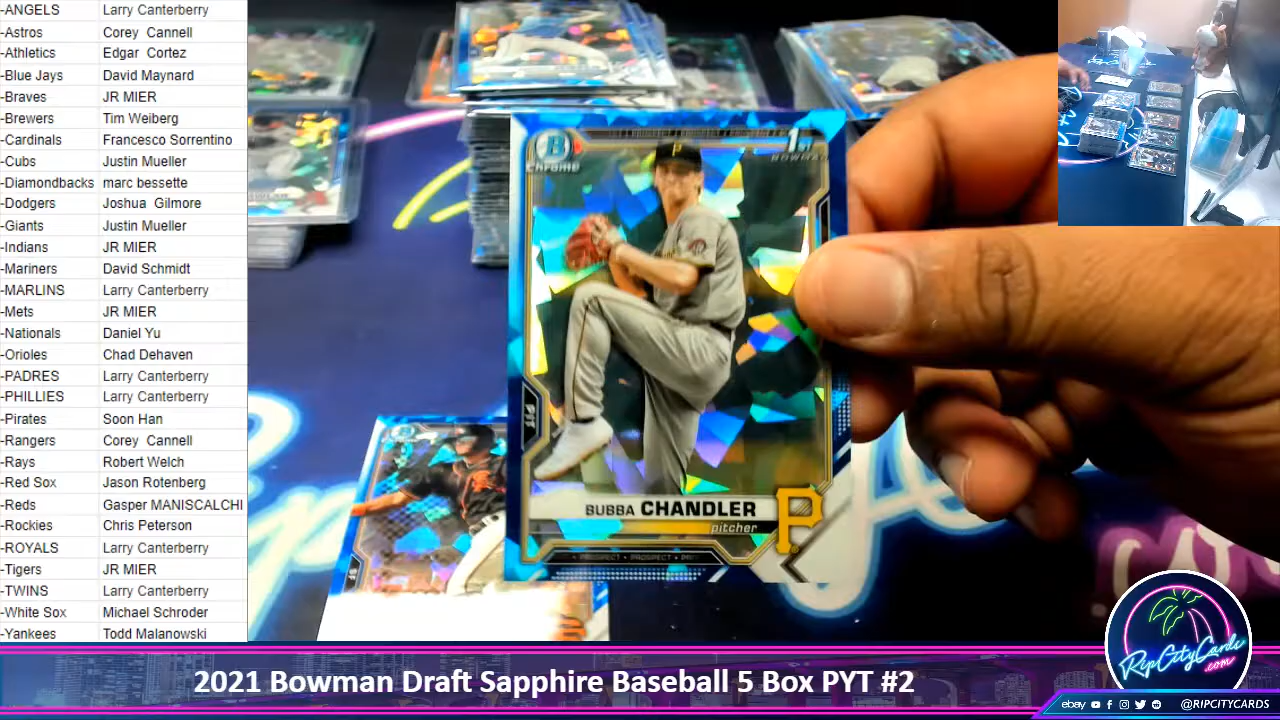 -ANGELS Larry Canterberry
-Astros Corey Cannell
-Athletics Edgar Cortez
-Blue Jays David Maynard
-Braves JR MIER
-Brewers Tim Weiberg
-Cardinals Francesco Sorrentino
-Cubs Justin Mueller
-Diamondbacks marc bessette
-Dodgers Joshua Gilmore
-Giants Justin Mueller
-Indians JR MIER
-Mariners David Schmidt
-MARLINS Larry Canterberry
-Mets JR MIER
-Nationals Daniel Yu
-Orioles Chad Dehaven
-PADRES Larry Canterberry
-PHILLIES Larry Canterberry
-Pirates Soon Han
-Rangers Corey Cannell
-Rays Robert Welch
-Red Sox Jason Rotenberg
-Reds Gasper MANISCALCHI
-Rockies Chris Peterson
-ROYALS Larry Canterberry
-Tigers JR MIER
-TWINS Larry Canterberry
-White Sox Michael Schroder
-Yankees Todd Malanowski
B
Chrome
1ST
BOWMAN
P
PIT
BUBBA CHANDLER
pitcher
P
PROSPECT • PROSPECT
RipCityCards
.com
2021 Bowman Draft Sapphire Baseball 5 Box PYT #2
ebay @RIPCITYCARDS